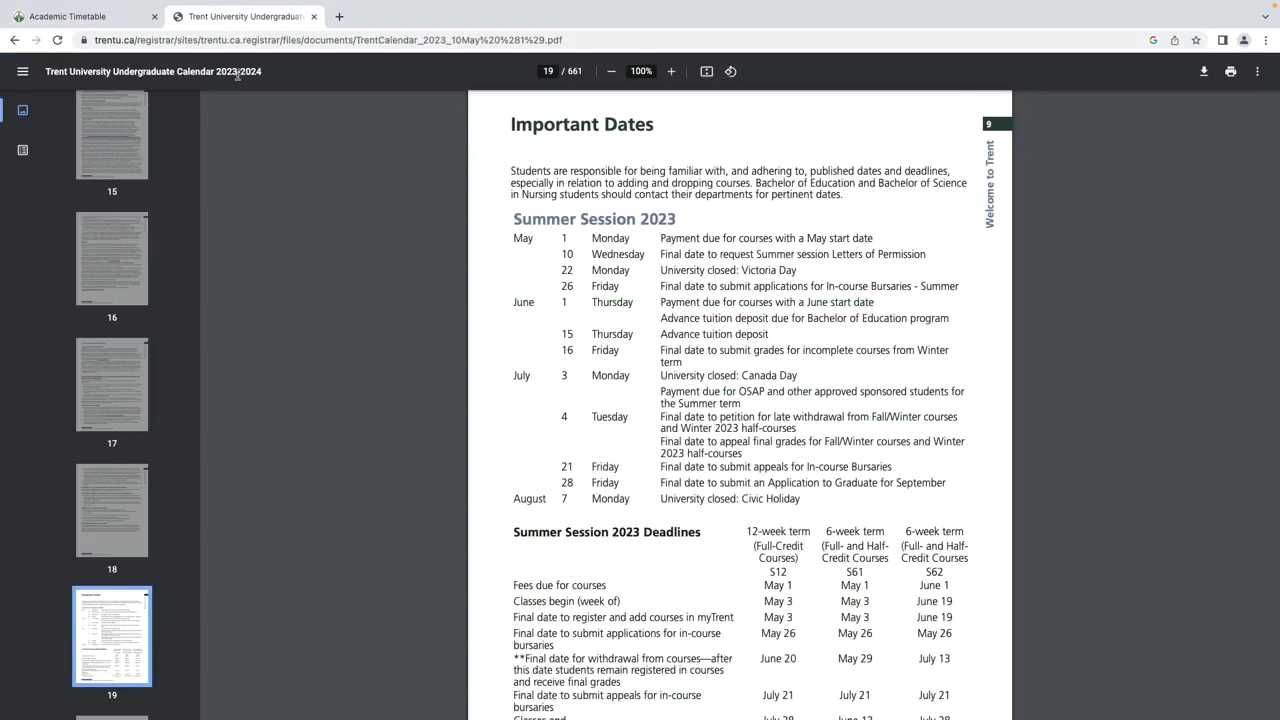 Academic Timetable
Trent University Undergraduate
trentu.ca/registrar/sites/trentu.ca.registrar/files/documents/TrentCalendar_2023_10May%20%281%29.pdf
Trent University Undergraduate Calendar 2023-2024
19 / 661
100%
15
16
17
18
19
9
Welcome to Trent
Important Dates
Students are responsible for being familiar with, and adhering to, published dates and deadlines,
especially in relation to adding and dropping courses. Bachelor of Education and Bachelor of Science
in Nursing students should contact their departments for pertinent dates.
Summer Session 2023
May 1 Monday Payment due for courses with a May start date
10 Wednesday Final date to request Summer session Letters of Permission
22 Monday University closed: Victoria Day
26 Friday Final date to submit applications for In-course Bursaries - Summer
June 1 Thursday Payment due for courses with a June start date
Advance tuition deposit due for Bachelor of Education program
15 Thursday Advance tuition deposit
16 Friday Final date to submit grades for incomplete courses from Winter
term
July 3 Monday University closed: Canada Day
Payment due for OSAP and other approved sponsored students for
the Summer term
4 Tuesday Final date to petition for late withdrawal from Fall/Winter courses
and Winter 2023 half-courses
Final date to appeal final grades for Fall/Winter courses and Winter
2023 half-courses
21 Friday Final date to submit appeals for In-course Bursaries
28 Friday Final date to submit an Application to Graduate for September
August 7 Monday University closed: Civic Holiday
Summer Session 2023 Deadlines 12-week term 6-week term 6-week term
(Full-Credit (Full- and Half- (Full- and Half-
Courses) Credit Courses Credit Courses
S12 S61 S62
Fees due for courses May 1 May 1 June 1
Classes begin (week of) May 3 May 3 June 19
Final date to register and add courses in myTrent May 3 May 3 June 19
Final date to submit applications for in-course May 26 May 26 May 26
bursaries
**Final date for withdrawal from courses—after June 20 May 29 July 13
this date students remain registered in courses
and receive final grades
Final date to submit appeals for in-course July 21 July 21 July 21
bursaries
Classes end July 28 June 13 July 28